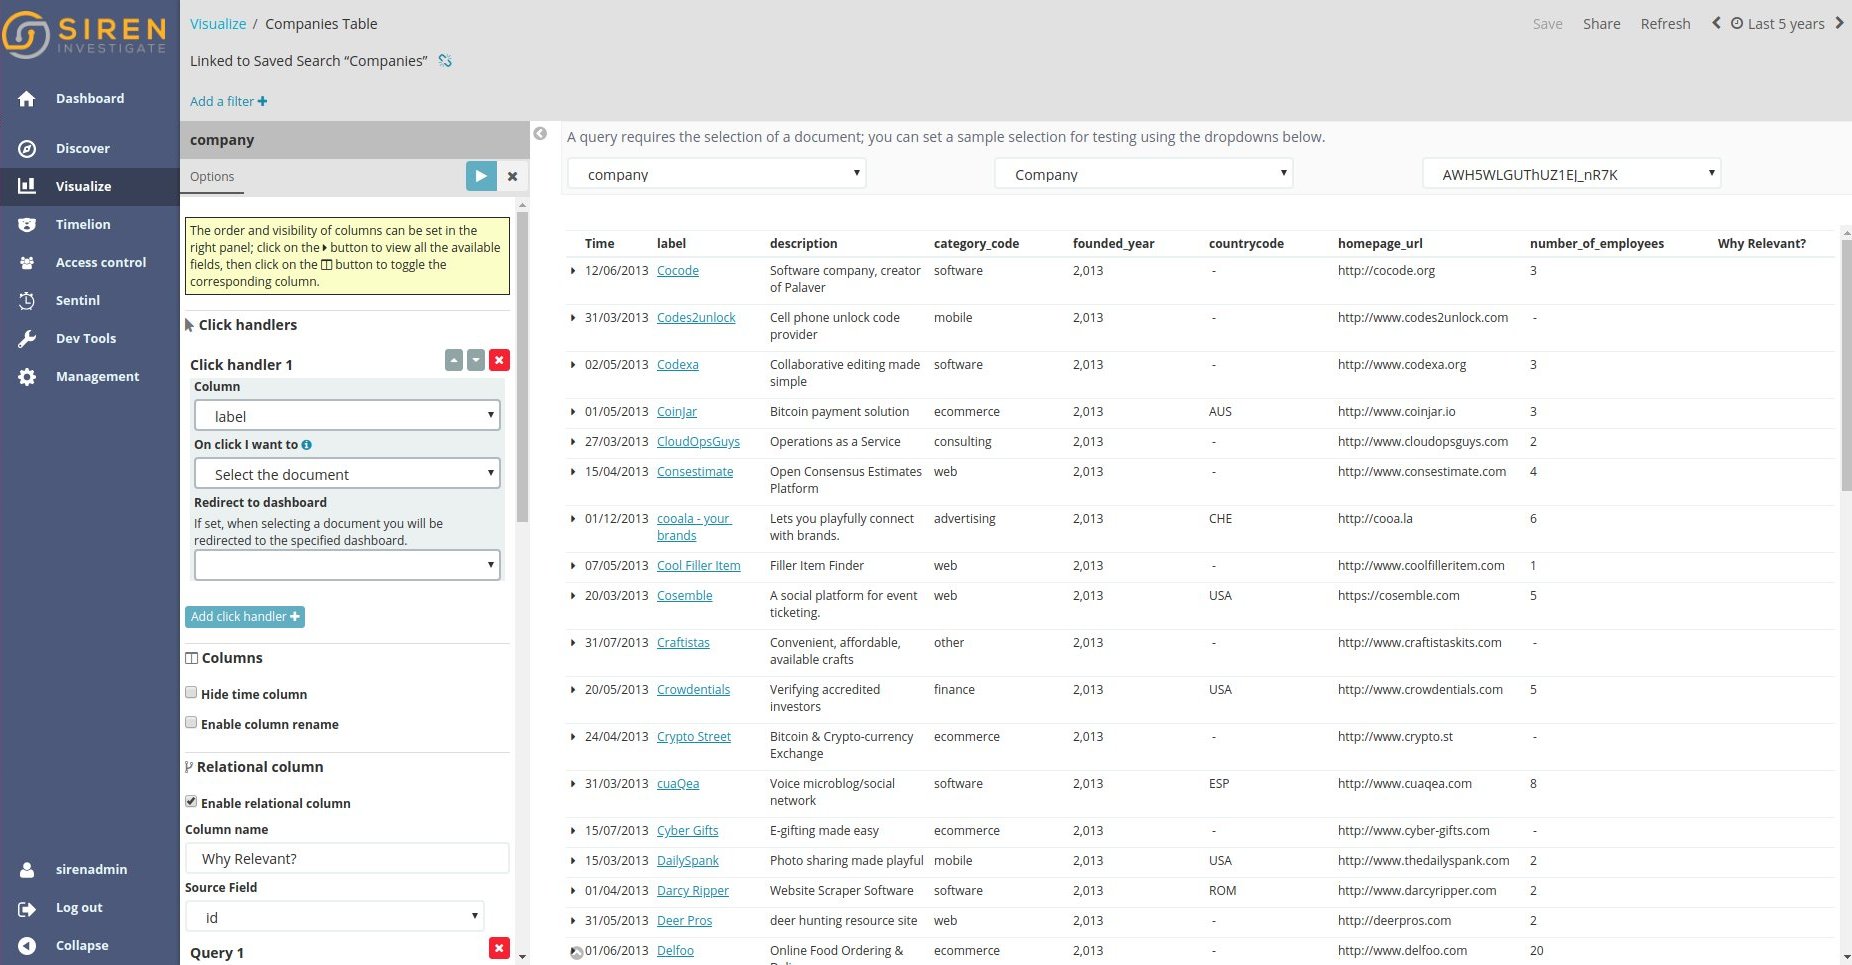 SIREN
INVESTIGATE
Dashboard
Discover
Visualize
Timelion
Access control
Sentinl
Dev Tools
Management
sirenadmin
Log out
Collapse
Visualize / Companies Table
Save Share Refresh Last 5 years
Linked to Saved Search “Companies”
Add a filter
company
Options
The order and visibility of columns can be set in the
right panel; click on the button to view all the available
fields, then click on the button to toggle the
corresponding column.
Click handlers
Click handler 1
Column
label
On click I want to
Select the document
Redirect to dashboard
If set, when selecting a document you will be
redirected to the specified dashboard.
Add click handler
Columns
Hide time column
Enable column rename
Relational column
Enable relational column
Column name
Why Relevant?
Source Field
id
Query 1
A query requires the selection of a document; you can set a sample selection for testing using the dropdowns below.
company Company AWH5WLGUThUZ1EJ_nR7K
Time label description category_code founded_year countrycode homepage_url number_of_employees Why Relevant?
12/06/2013 Cocode Software company, creator software 2,013 - http://cocode.org 3
of Palaver
31/03/2013 Codes2unlock Cell phone unlock code mobile 2,013 - http://www.codes2unlock.com -
provider
02/05/2013 Codexa Collaborative editing made software 2,013 - http://www.codexa.org 3
simple
01/05/2013 CoinJar Bitcoin payment solution ecommerce 2,013 AUS http://www.coinjar.io 3
27/03/2013 CloudOpsGuys Operations as a Service consulting 2,013 - http://www.cloudopsguys.com 2
15/04/2013 Consestimate Open Consensus Estimates web 2,013 - http://www.consestimate.com 4
Platform
01/12/2013 cooala - your Lets you playfully connect advertising 2,013 CHE http://cooa.la 6
brands with brands.
07/05/2013 Cool Filler Item Filler Item Finder web 2,013 - http://www.coolfilleritem.com 1
20/03/2013 Cosemble A social platform for event web 2,013 USA https://cosemble.com 5
ticketing.
31/07/2013 Craftistas Convenient, affordable, other 2,013 - http://www.craftistaskits.com -
available crafts
20/05/2013 Crowdentials Verifying accredited finance 2,013 USA http://www.crowdentials.com 5
investors
24/04/2013 Crypto Street Bitcoin & Crypto-currency ecommerce 2,013 - http://www.crypto.st -
Exchange
31/03/2013 cuaQea Voice microblog/social software 2,013 ESP http://www.cuaqea.com 8
network
15/07/2013 Cyber Gifts E-gifting made easy ecommerce 2,013 - http://www.cyber-gifts.com -
15/03/2013 DailySpank Photo sharing made playful mobile 2,013 USA http://www.thedailyspank.com 2
01/04/2013 Darcy Ripper Website Scraper Software software 2,013 ROM http://www.darcyripper.com 2
31/05/2013 Deer Pros deer hunting resource site web 2,013 - http://deerpros.com 2
01/06/2013 Delfoo Online Food Ordering & ecommerce 2,013 - http://www.delfoo.com 20